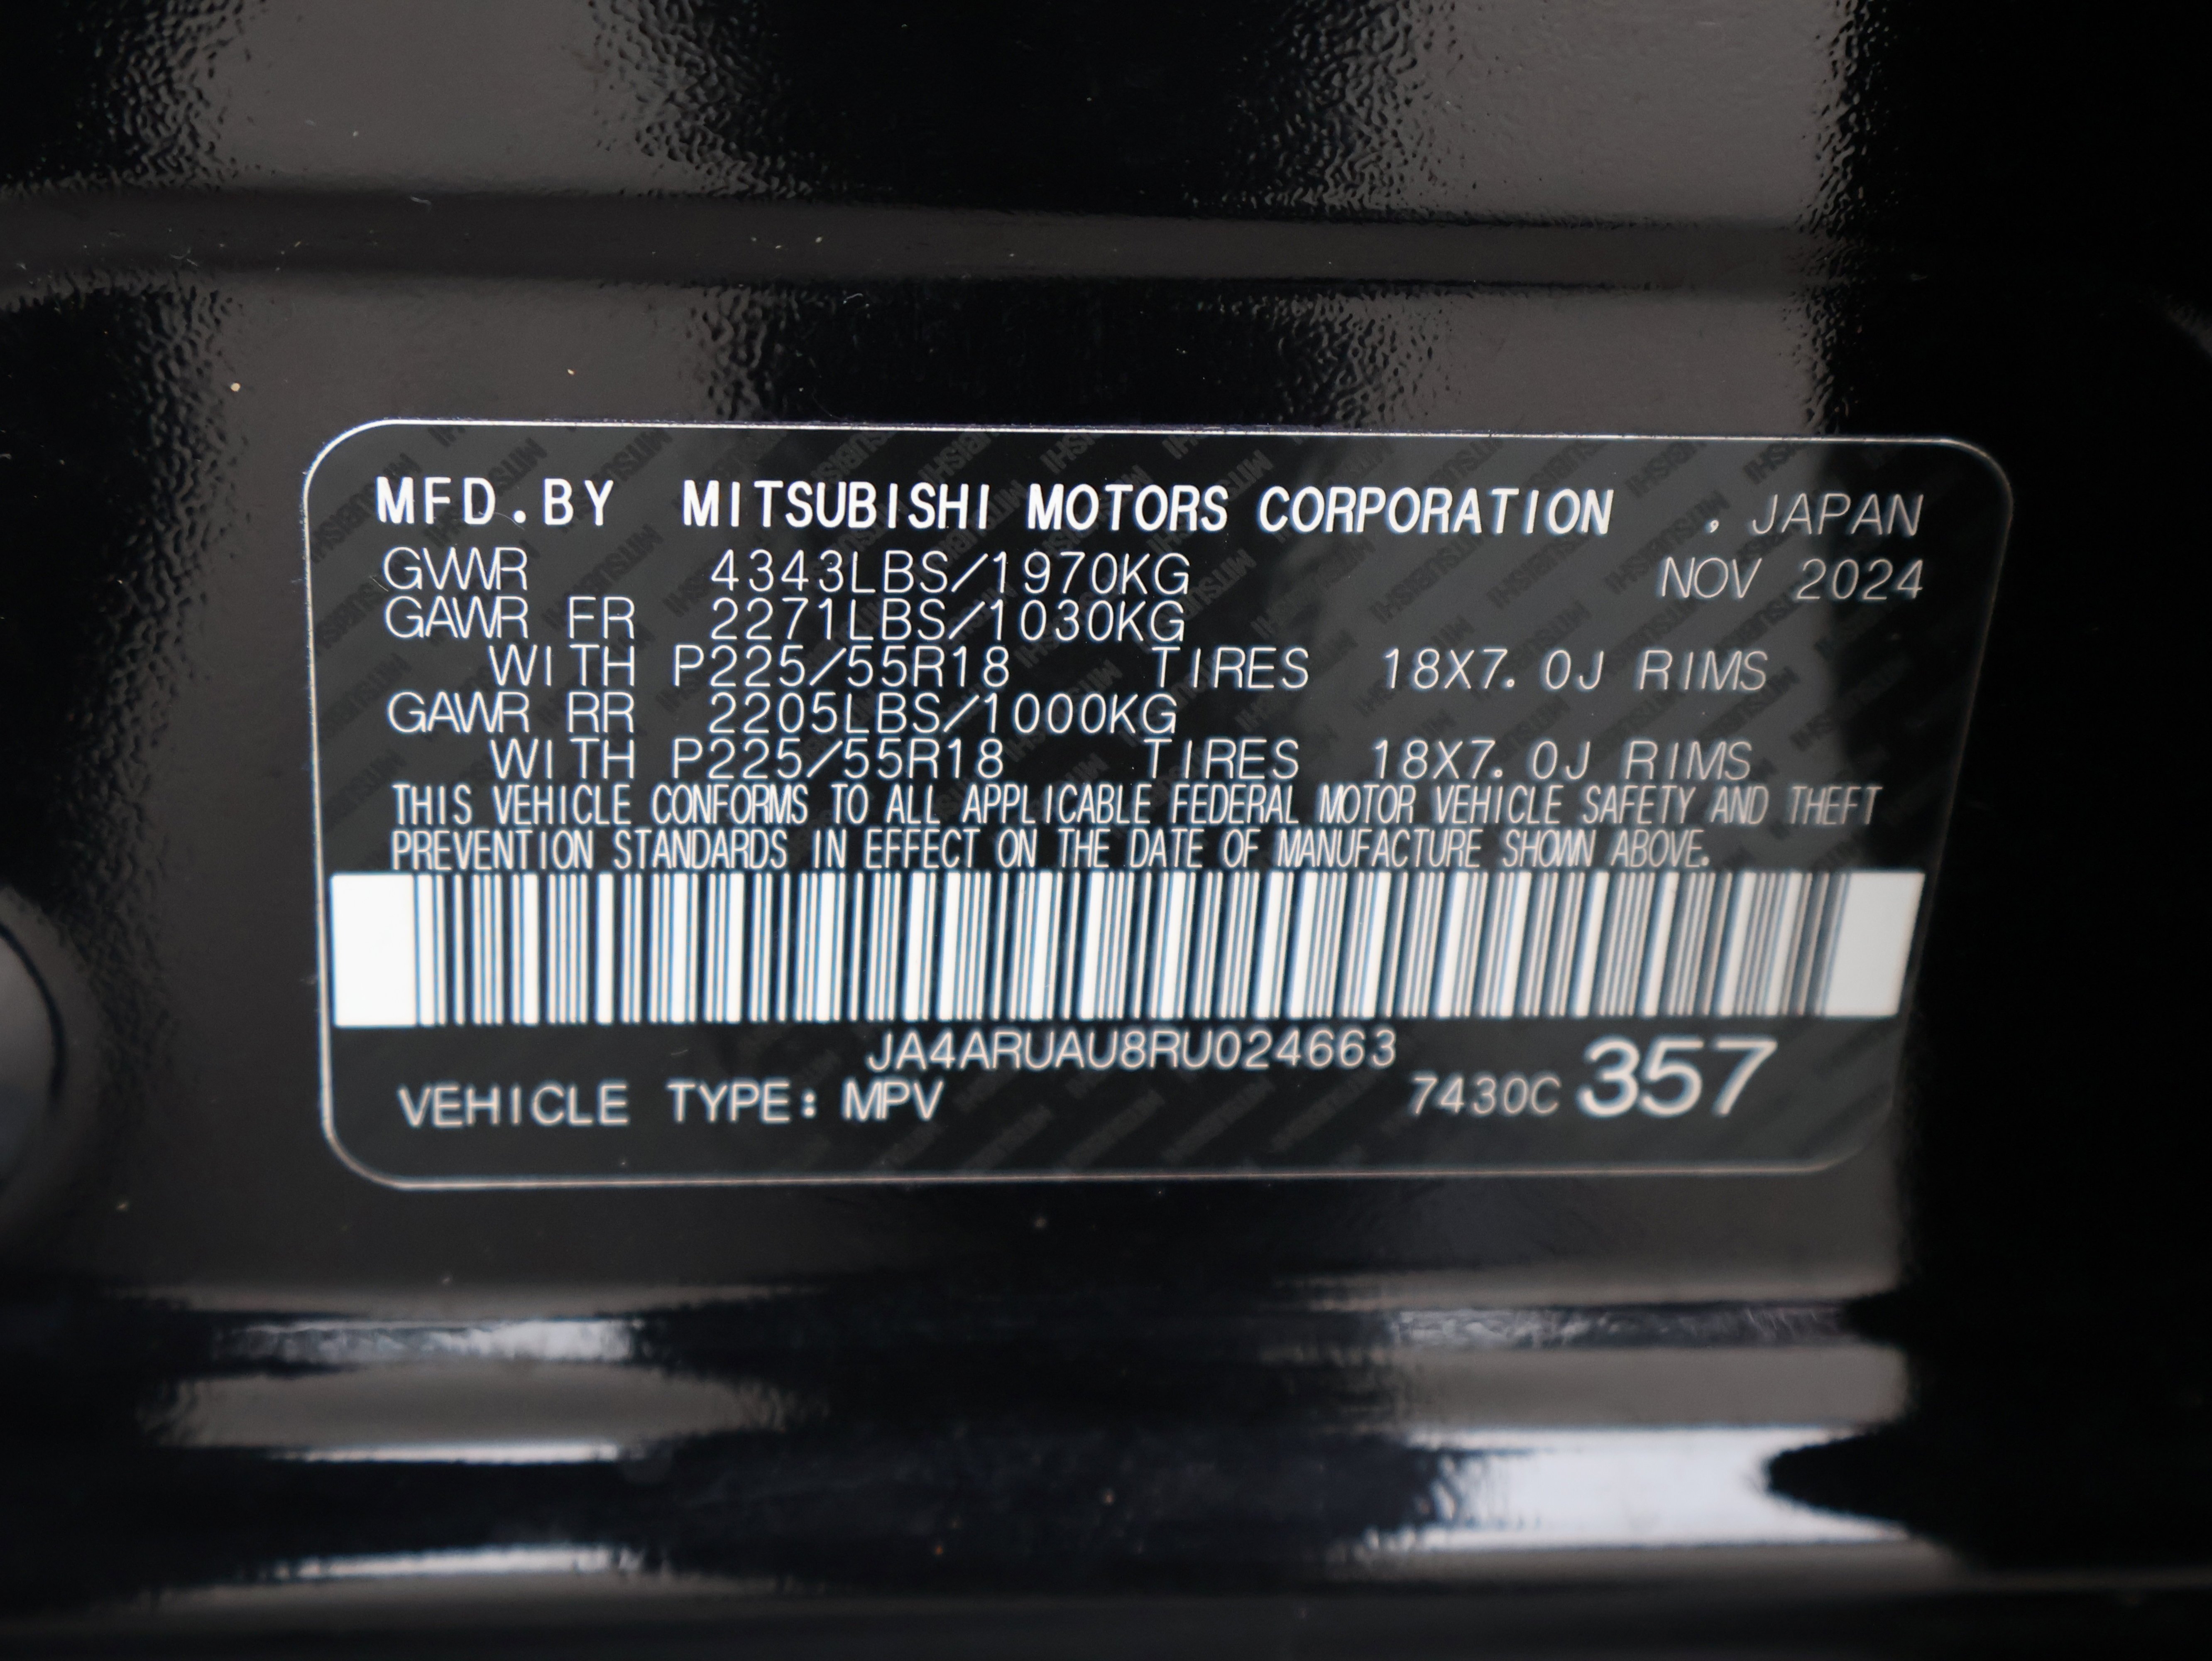 MFD.BY MITSUBISHI MOTORS CORPORATION , JAPAN
GVWR 4343LBS/1970KG NOV 2024
GAWR FR 2271LBS/1030KG
WITH P225/55R18 TIRES 18X7.0J RIMS
GAWR RR 2205LBS/1000KG
WITH P225/55R18 TIRES 18X7.0J RIMS
THIS VEHICLE CONFORMS TO ALL APPLICABLE FEDERAL MOTOR VEHICLE SAFETY AND THEFT
PREVENTION STANDARDS IN EFFECT ON THE DATE OF MANUFACTURE SHOWN ABOVE.
JA4ARUAU8RU024663
VEHICLE TYPE: MPV 7430C 357